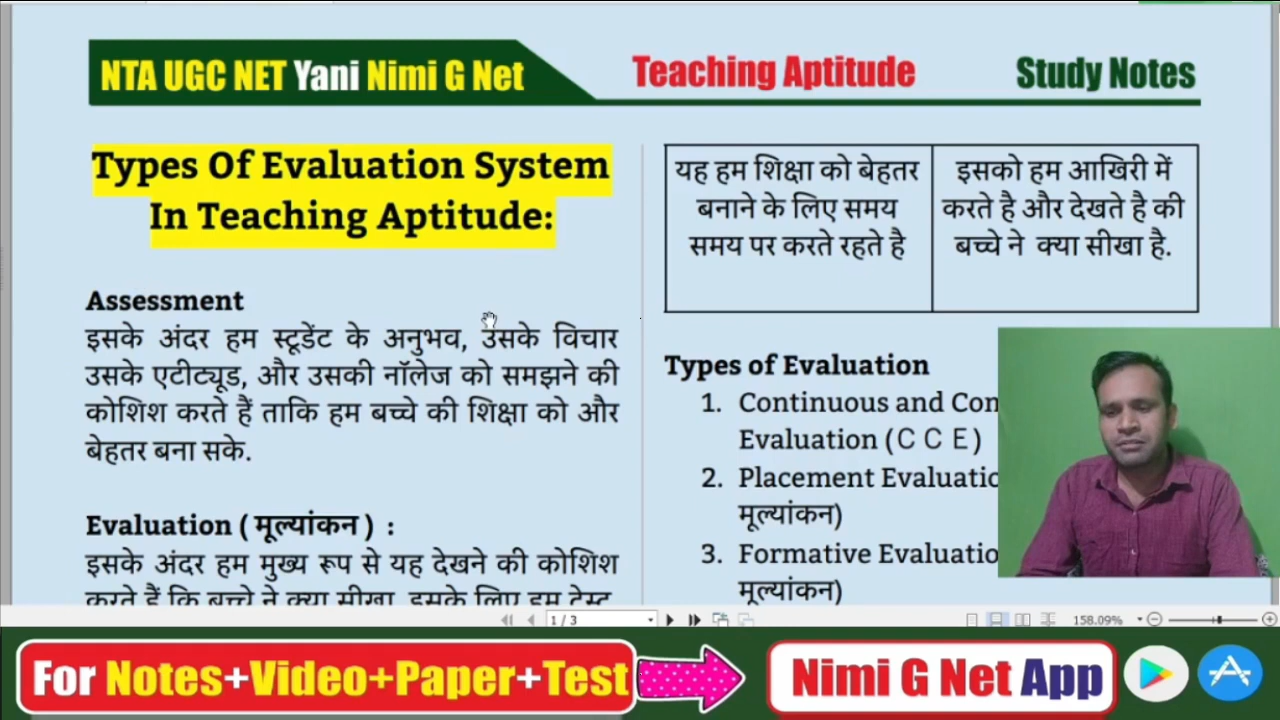 NTA UGC NET Yani Nimi G Net
Teaching Aptitude
Study Notes
Types Of Evaluation System
In Teaching Aptitude:
Assessment
इसके अंदर हम स्टूडेंट के अनुभव, उसके विचार
उसके एटीट्यूड, और उसकी नॉलेज को समझने की
कोशिश करते हैं ताकि हम बच्चे की शिक्षा को और
बेहतर बना सके.
Evaluation ( मूल्यांकन ) :
इसके अंदर हम मुख्य रूप से यह देखने की कोशिश
करते हैं कि बच्चे ने क्या सीखा. इसके लिए हम टेस्ट,
यह हम शिक्षा को बेहतर
बनाने के लिए समय
समय पर करते रहते है
इसको हम आखिरी में
करते है और देखते है की
बच्चे ने क्या सीखा है.
Types of Evaluation
1. Continuous and Con
Evaluation ( C C E )
2. Placement Evaluatio
मूल्यांकन)
3. Formative Evaluatio
मूल्यांकन)
1 / 3
158.09%
For Notes+Video+Paper+Test
Nimi G Net App